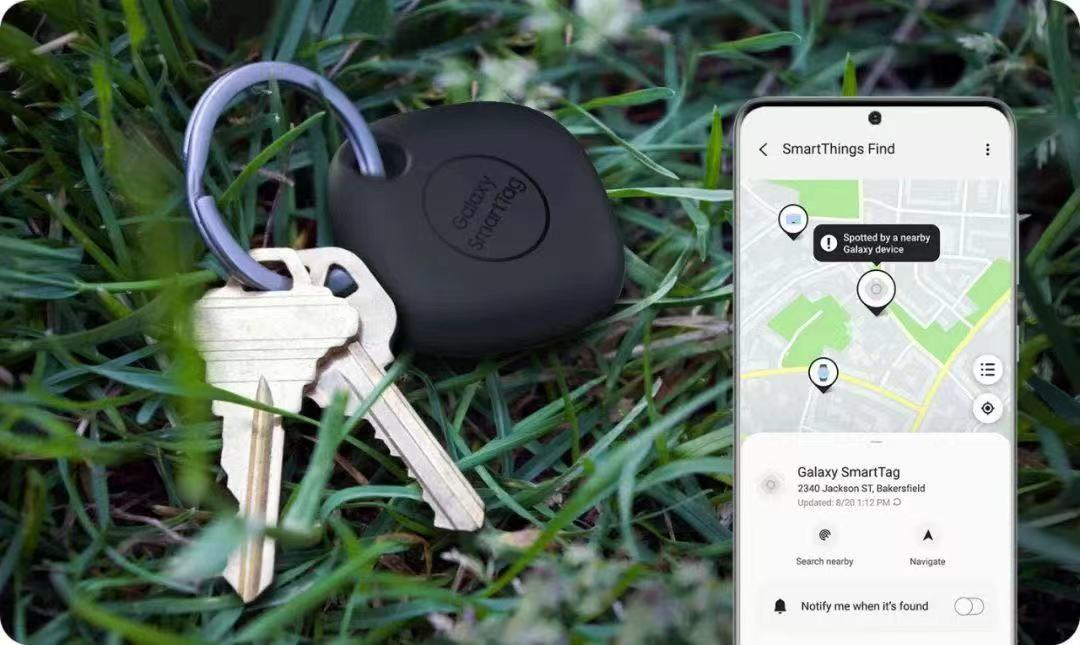 Galaxy
SmartTag
SmartThings Find
Spotted by a nearby
Galaxy device
Galaxy SmartTag
2340 Jackson ST, Bakersfield
Updated: 8/20 1:12 PM
Search nearby
Navigate
Notify me when it's found